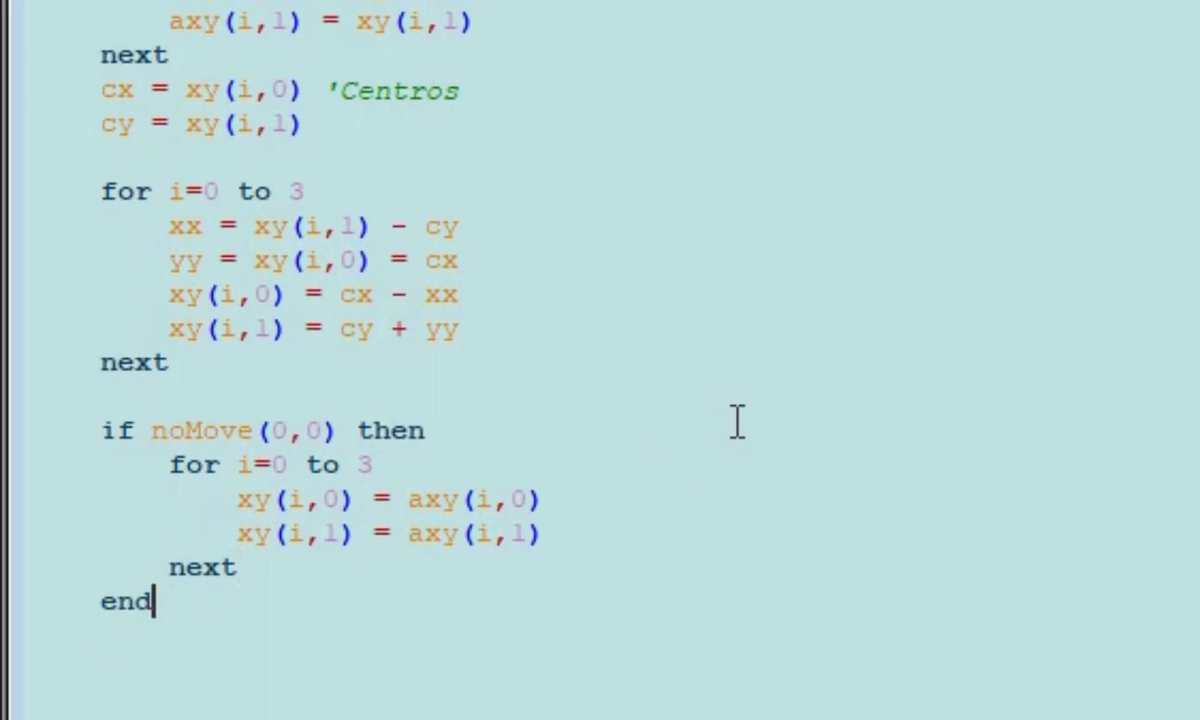 axy(i,1) = xy(i,1)
next
cx = xy(i,0) 'Centros
cy = xy(i,1)
for i=0 to 3
xx = xy(i,1) - cy
yy = xy(i,0) = cx
xy(i,0) = cx - xx
xy(i,1) = cy + yy
next
if noMove(0,0) then
for i=0 to 3
xy(i,0) = axy(i,0)
xy(i,1) = axy(i,1)
next
end